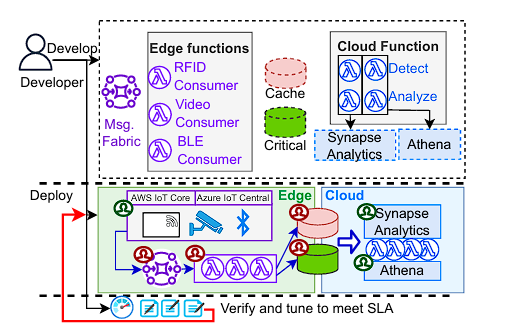 Develop
Developer
Edge functions
RFID
Consumer
Video
Consumer
BLE
Consumer
Msg.
Fabric
Cache
Critical
Cloud Function
Detect
Analyze
Synapse
Analytics
Athena
Deploy
AWS IoT Core
Azure IoT Central
Edge
Cloud
Synapse
Analytics
Athena
Verify and tune to meet SLA